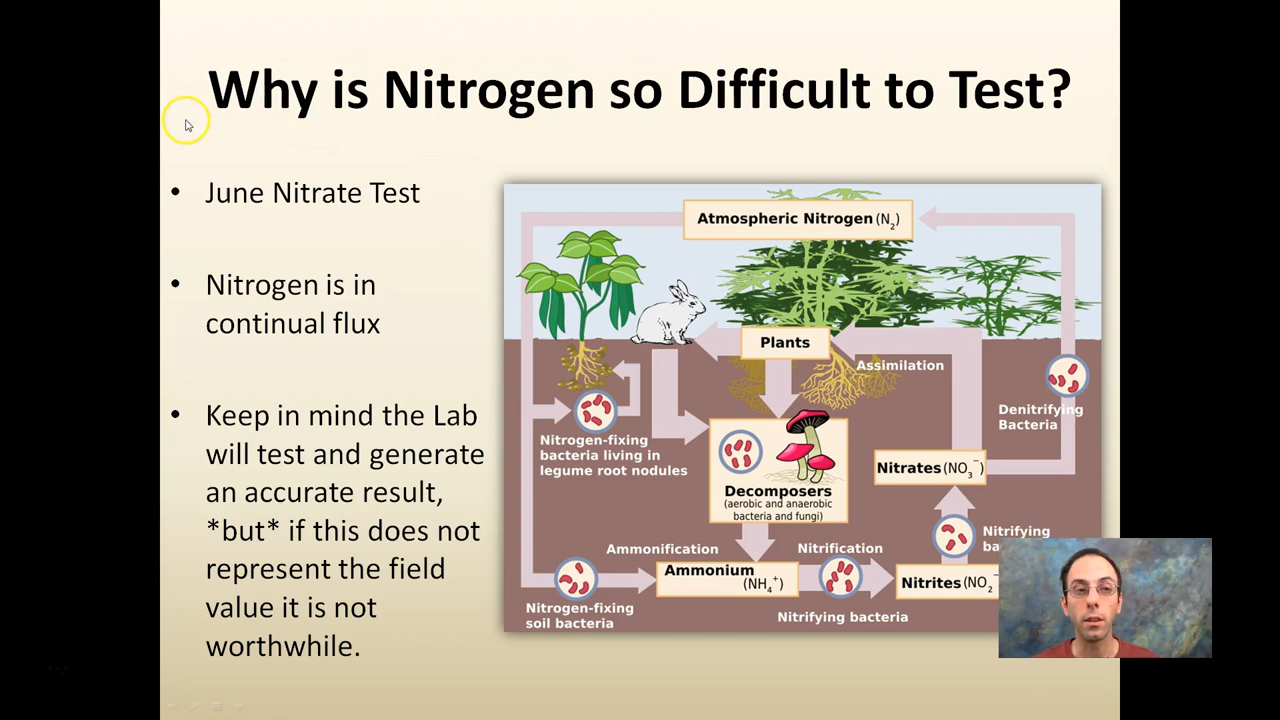 Why is Nitrogen so Difficult to Test?
• June Nitrate Test
• Nitrogen is in
continual flux
• Keep in mind the Lab
will test and generate
an accurate result,
*but* if this does not
represent the field
value it is not
worthwhile.
Atmospheric Nitrogen (N₂)
Plants
Assimilation
Denitrifying
Bacteria
Nitrogen-fixing
bacteria living in
legume root nodules
Nitrates (NO₃⁻)
Decomposers
(aerobic and anaerobic
bacteria and fungi)
Nitrifying
ba
Ammonification
Nitrification
Ammonium
(NH₄⁺)
Nitrites (NO₂⁻
Nitrogen-fixing
soil bacteria
Nitrifying bacteria